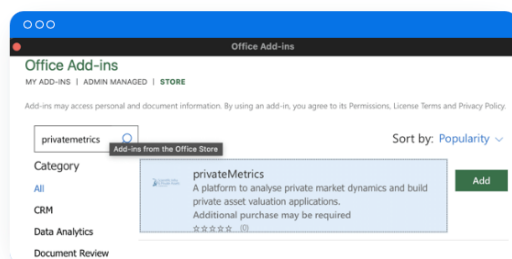 Office Add-ins
Office Add-ins
MY ADD-INS | ADMIN MANAGED | STORE
Add-ins may access personal and document information. By using an add-in, you agree to its Permissions, License Terms and Privacy Policy.
privatemetrics
Sort by: Popularity
Add-ins from the Office Store
Category
All
CRM
Data Analytics
Document Review
privateMetrics
A platform to analyse private market dynamics and build
private asset valuation applications.
Additional purchase may be required
(0)
Add